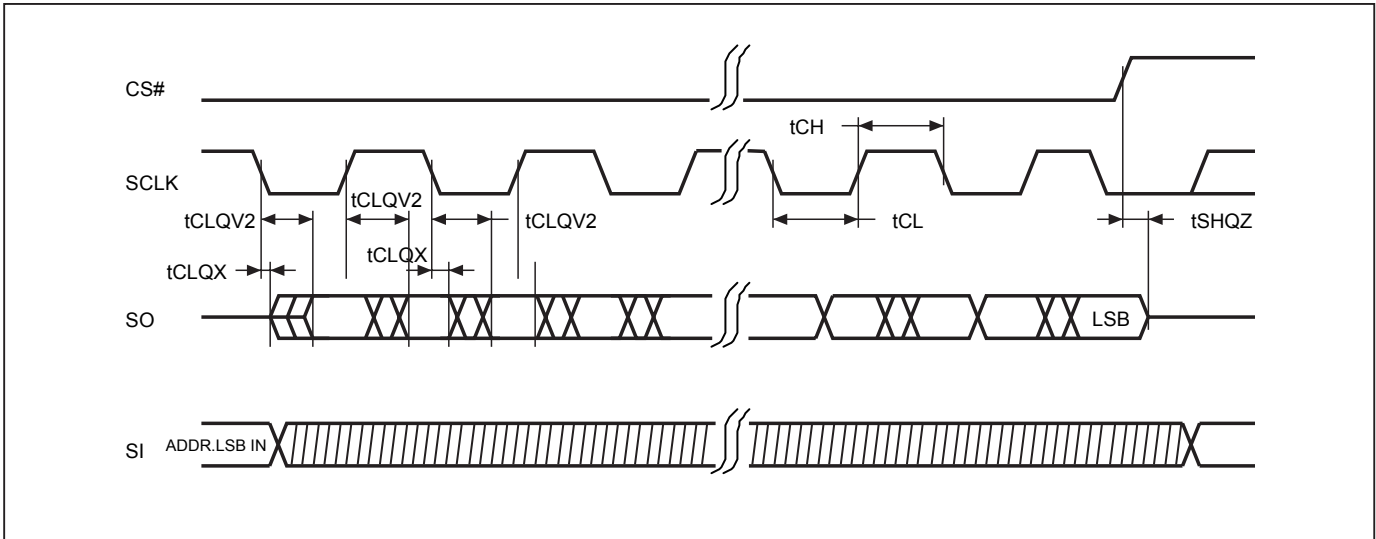 CS#
tCH
SCLK
tCLQV2
tCLQV2
tCLQV2
tCL
tSHQZ
tCLQX
tCLQX
SO
LSB
SI
ADDR.LSB IN